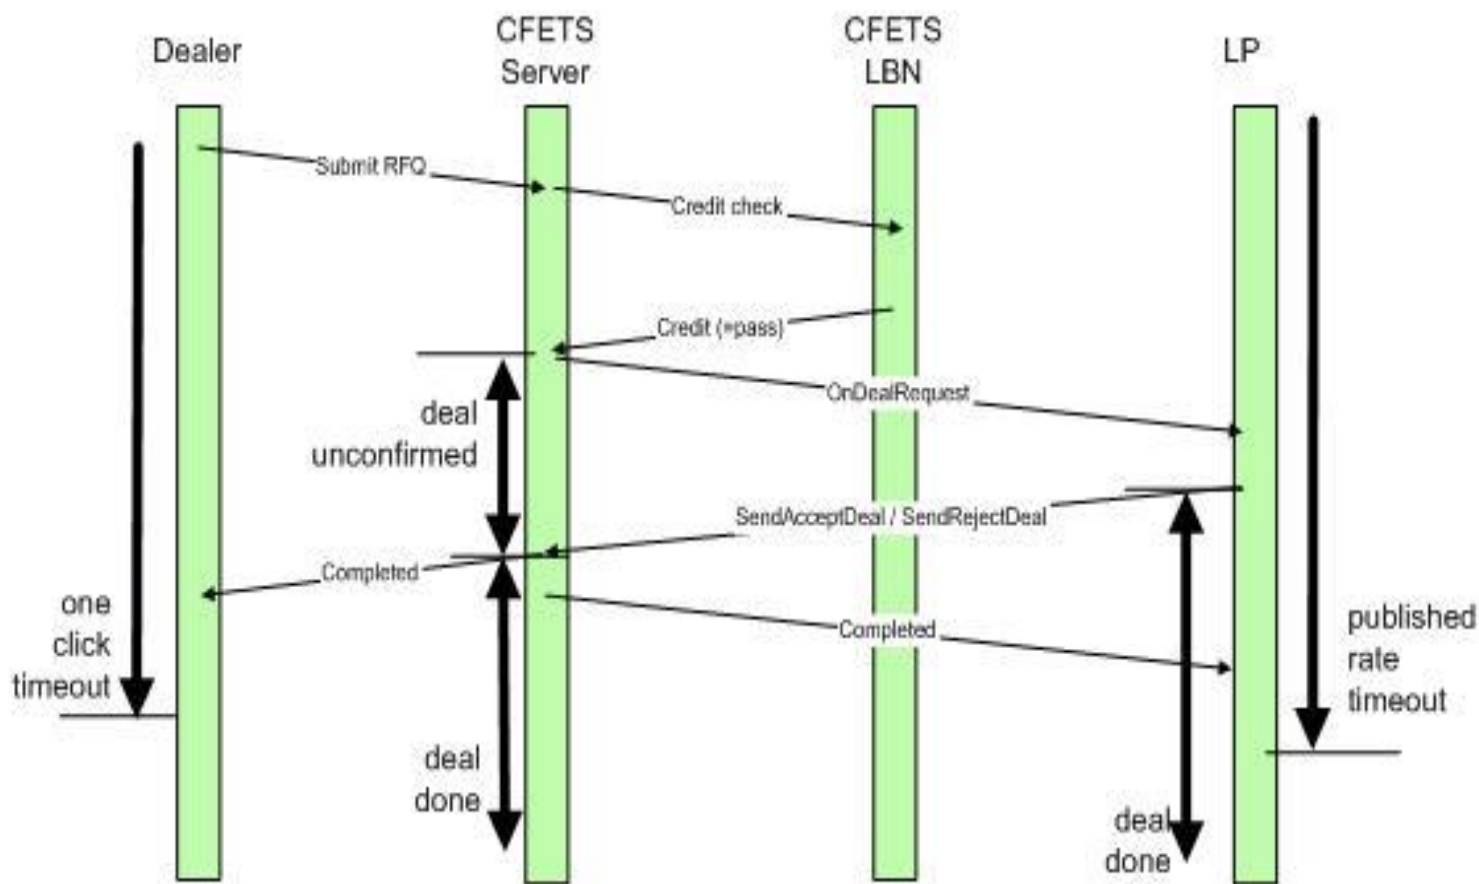 Dealer
CFETS
Server
CFETS
LBN
LP
Submit RFQ
Credit check
Credit (=pass)
OnDealRequest
deal
unconfirmed
SendAcceptDeal / SendRejectDeal
Completed
one
click
timeout
Completed
published
rate
timeout
deal
done
deal
done